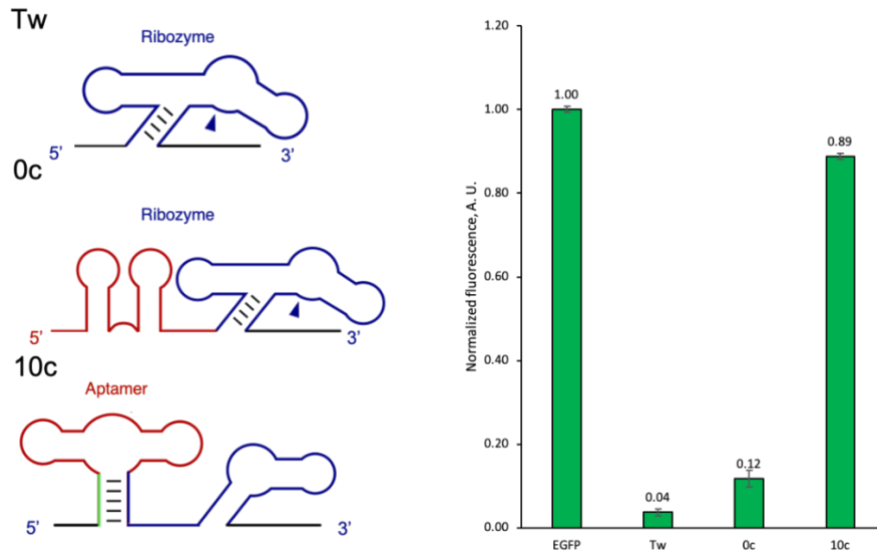 Tw
Ribozyme
5’
3’
0c
Ribozyme
5’
3’
10c
Aptamer
5’
3’
Normalized fluorescence, A. U.
1.20
1.00
0.80
0.60
0.40
0.20
0.00
1.00
0.04
0.12
0.89
EGFP
Tw
0c
10c